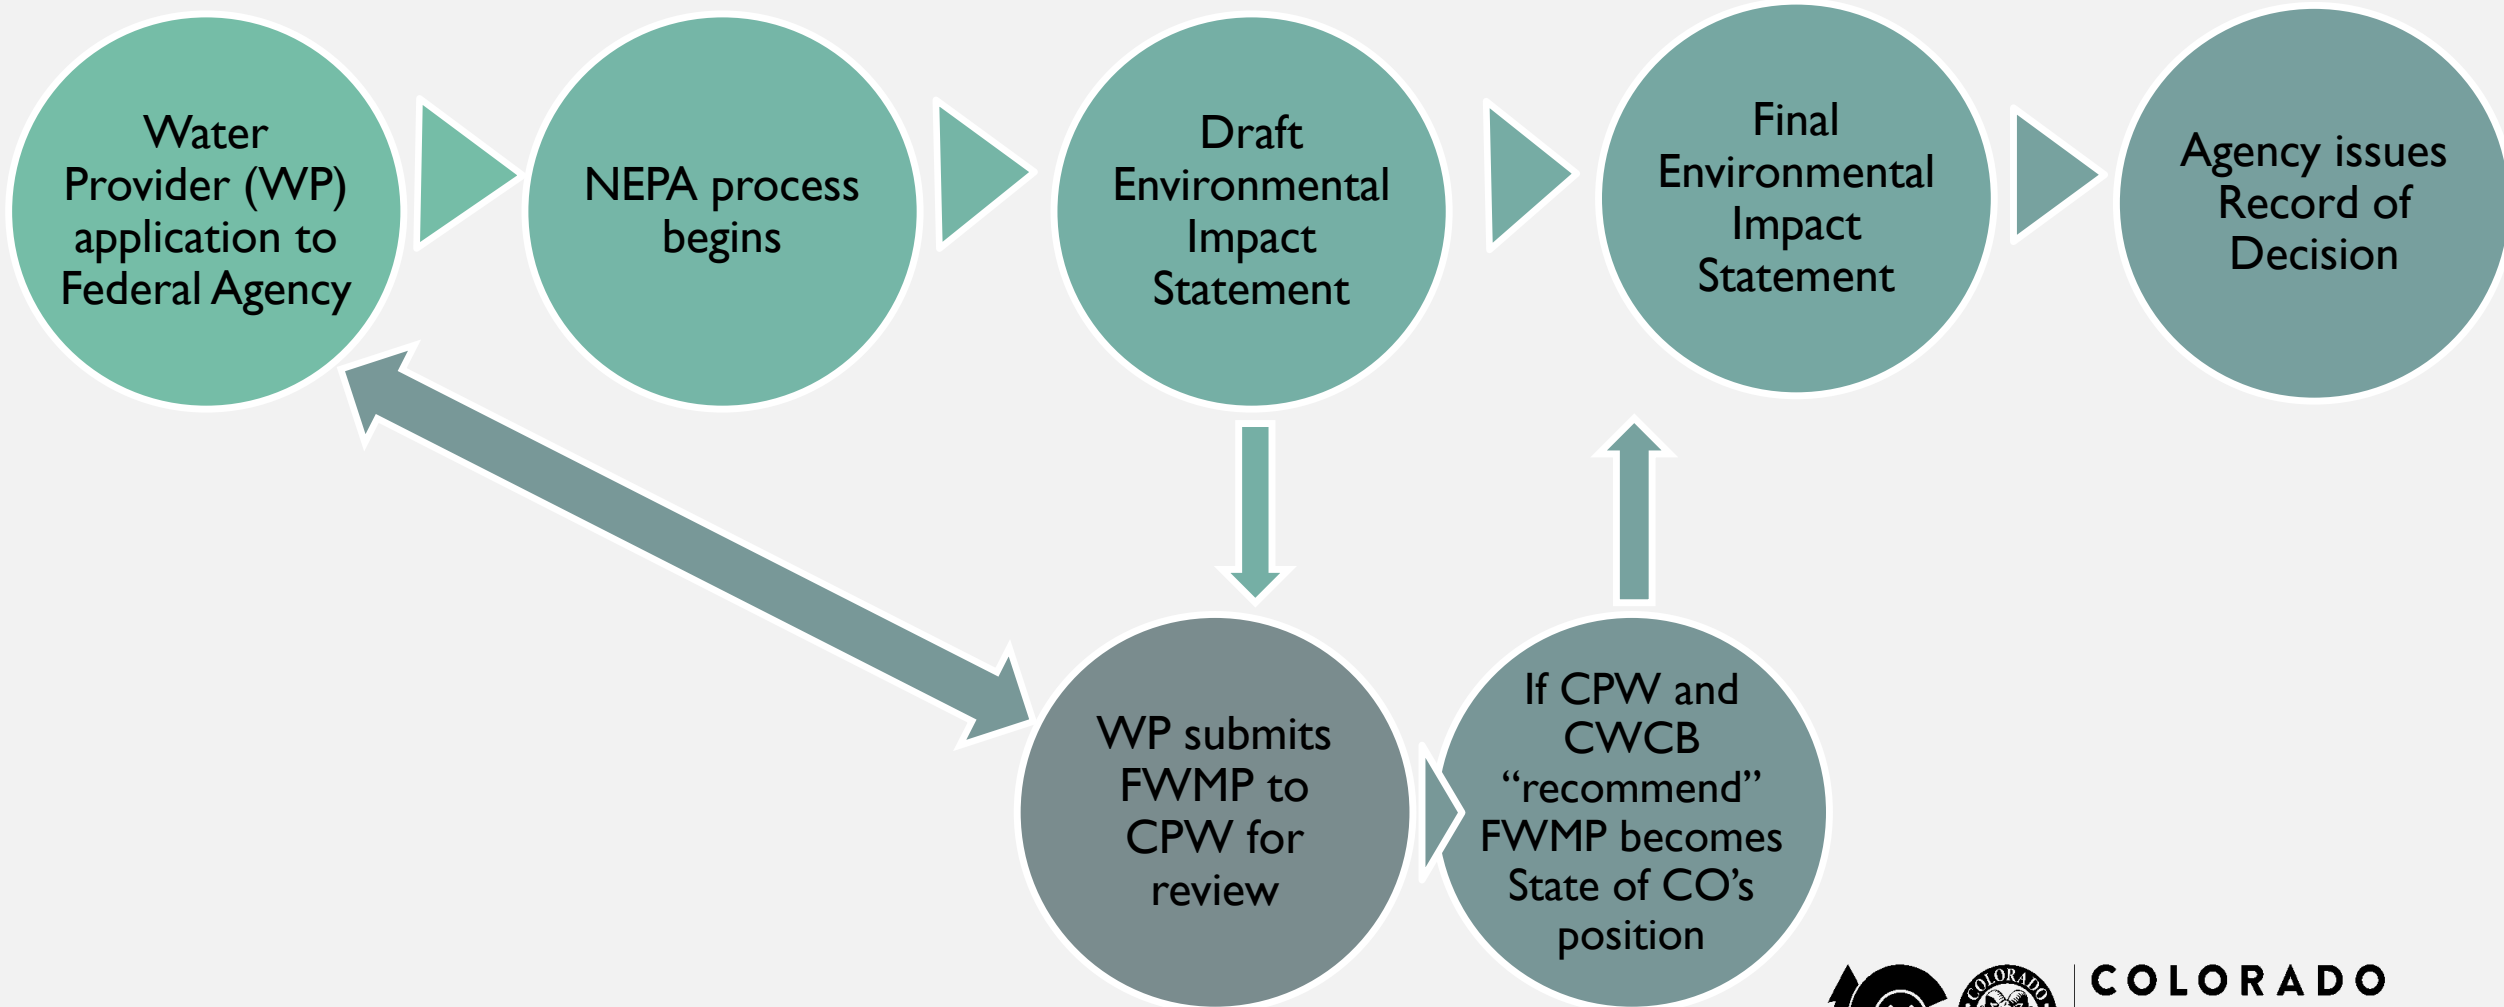 Water
Provider (WP)
application to
Federal Agency
NEPA process
begins
Draft
Environmental
Impact
Statement
Final
Environmental
Impact
Statement
Agency issues
Record of
Decision
WP submits
FWMP to
CPW for
review
If CPW and
CWCB
“recommend”
FWMP becomes
State of CO’s
position
COLORADO
COLORADO